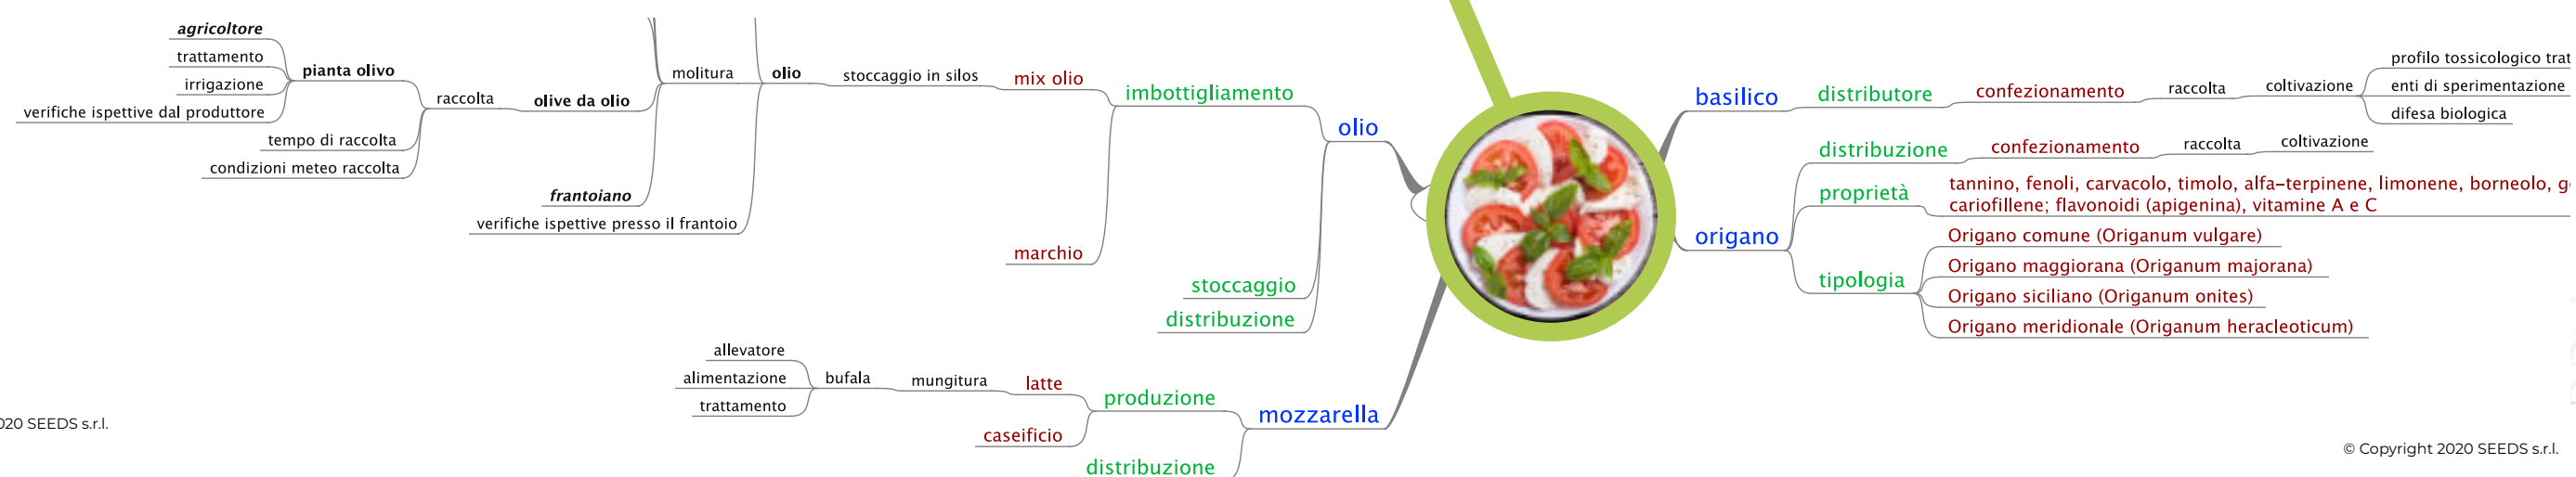 agricoltore
trattamento
irrigazione
verifiche ispettive dal produttore
pianta olivo
tempo di raccolta
condizioni meteo raccolta
raccolta
olive da olio
frantoiano
molitura
verifiche ispettive presso il frantoio
olio
stoccaggio in silos
mix olio
marchio
imbottigliamento
stoccaggio
distribuzione
olio
allevatore
alimentazione
trattamento
bufala
mungitura
latte
caseificio
produzione
distribuzione
mozzarella
basilico
distributore
confezionamento
raccolta
coltivazione
profilo tossicologico
enti di sperimentazione
difesa biologica
origano
distribuzione
confezionamento
raccolta
coltivazione
proprietà
tannino, fenoli, carvacolo, timolo, alfa-terpinene, limonene, borneolo,
cariofillene; flavonoidi (apigenina), vitamine A e C
tipologia
Origano comune (Origanum vulgare)
Origano maggiorana (Origanum majorana)
Origano siciliano (Origanum onites)
Origano meridionale (Origanum heracleoticum)
020 SEEDS s.r.l.
© Copyright 2020 SEEDS s.r.l.